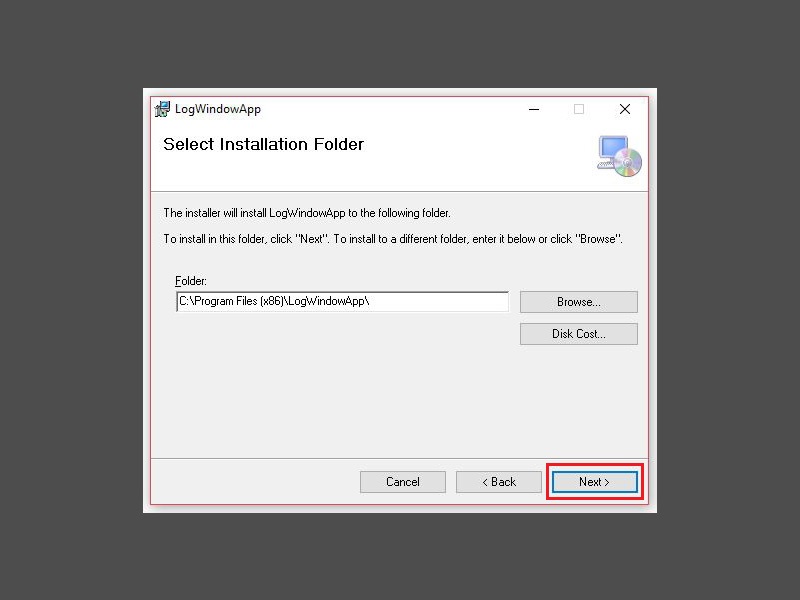 LogWindowApp
Select Installation Folder
The installer will install LogWindowApp to the following folder.
To install in this folder, click "Next". To install to a different folder, enter it below or click "Browse".
Folder:
C:\Program Files (x86)\LogWindowApp\
Browse...
Disk Cost...
Cancel
< Back
Next >